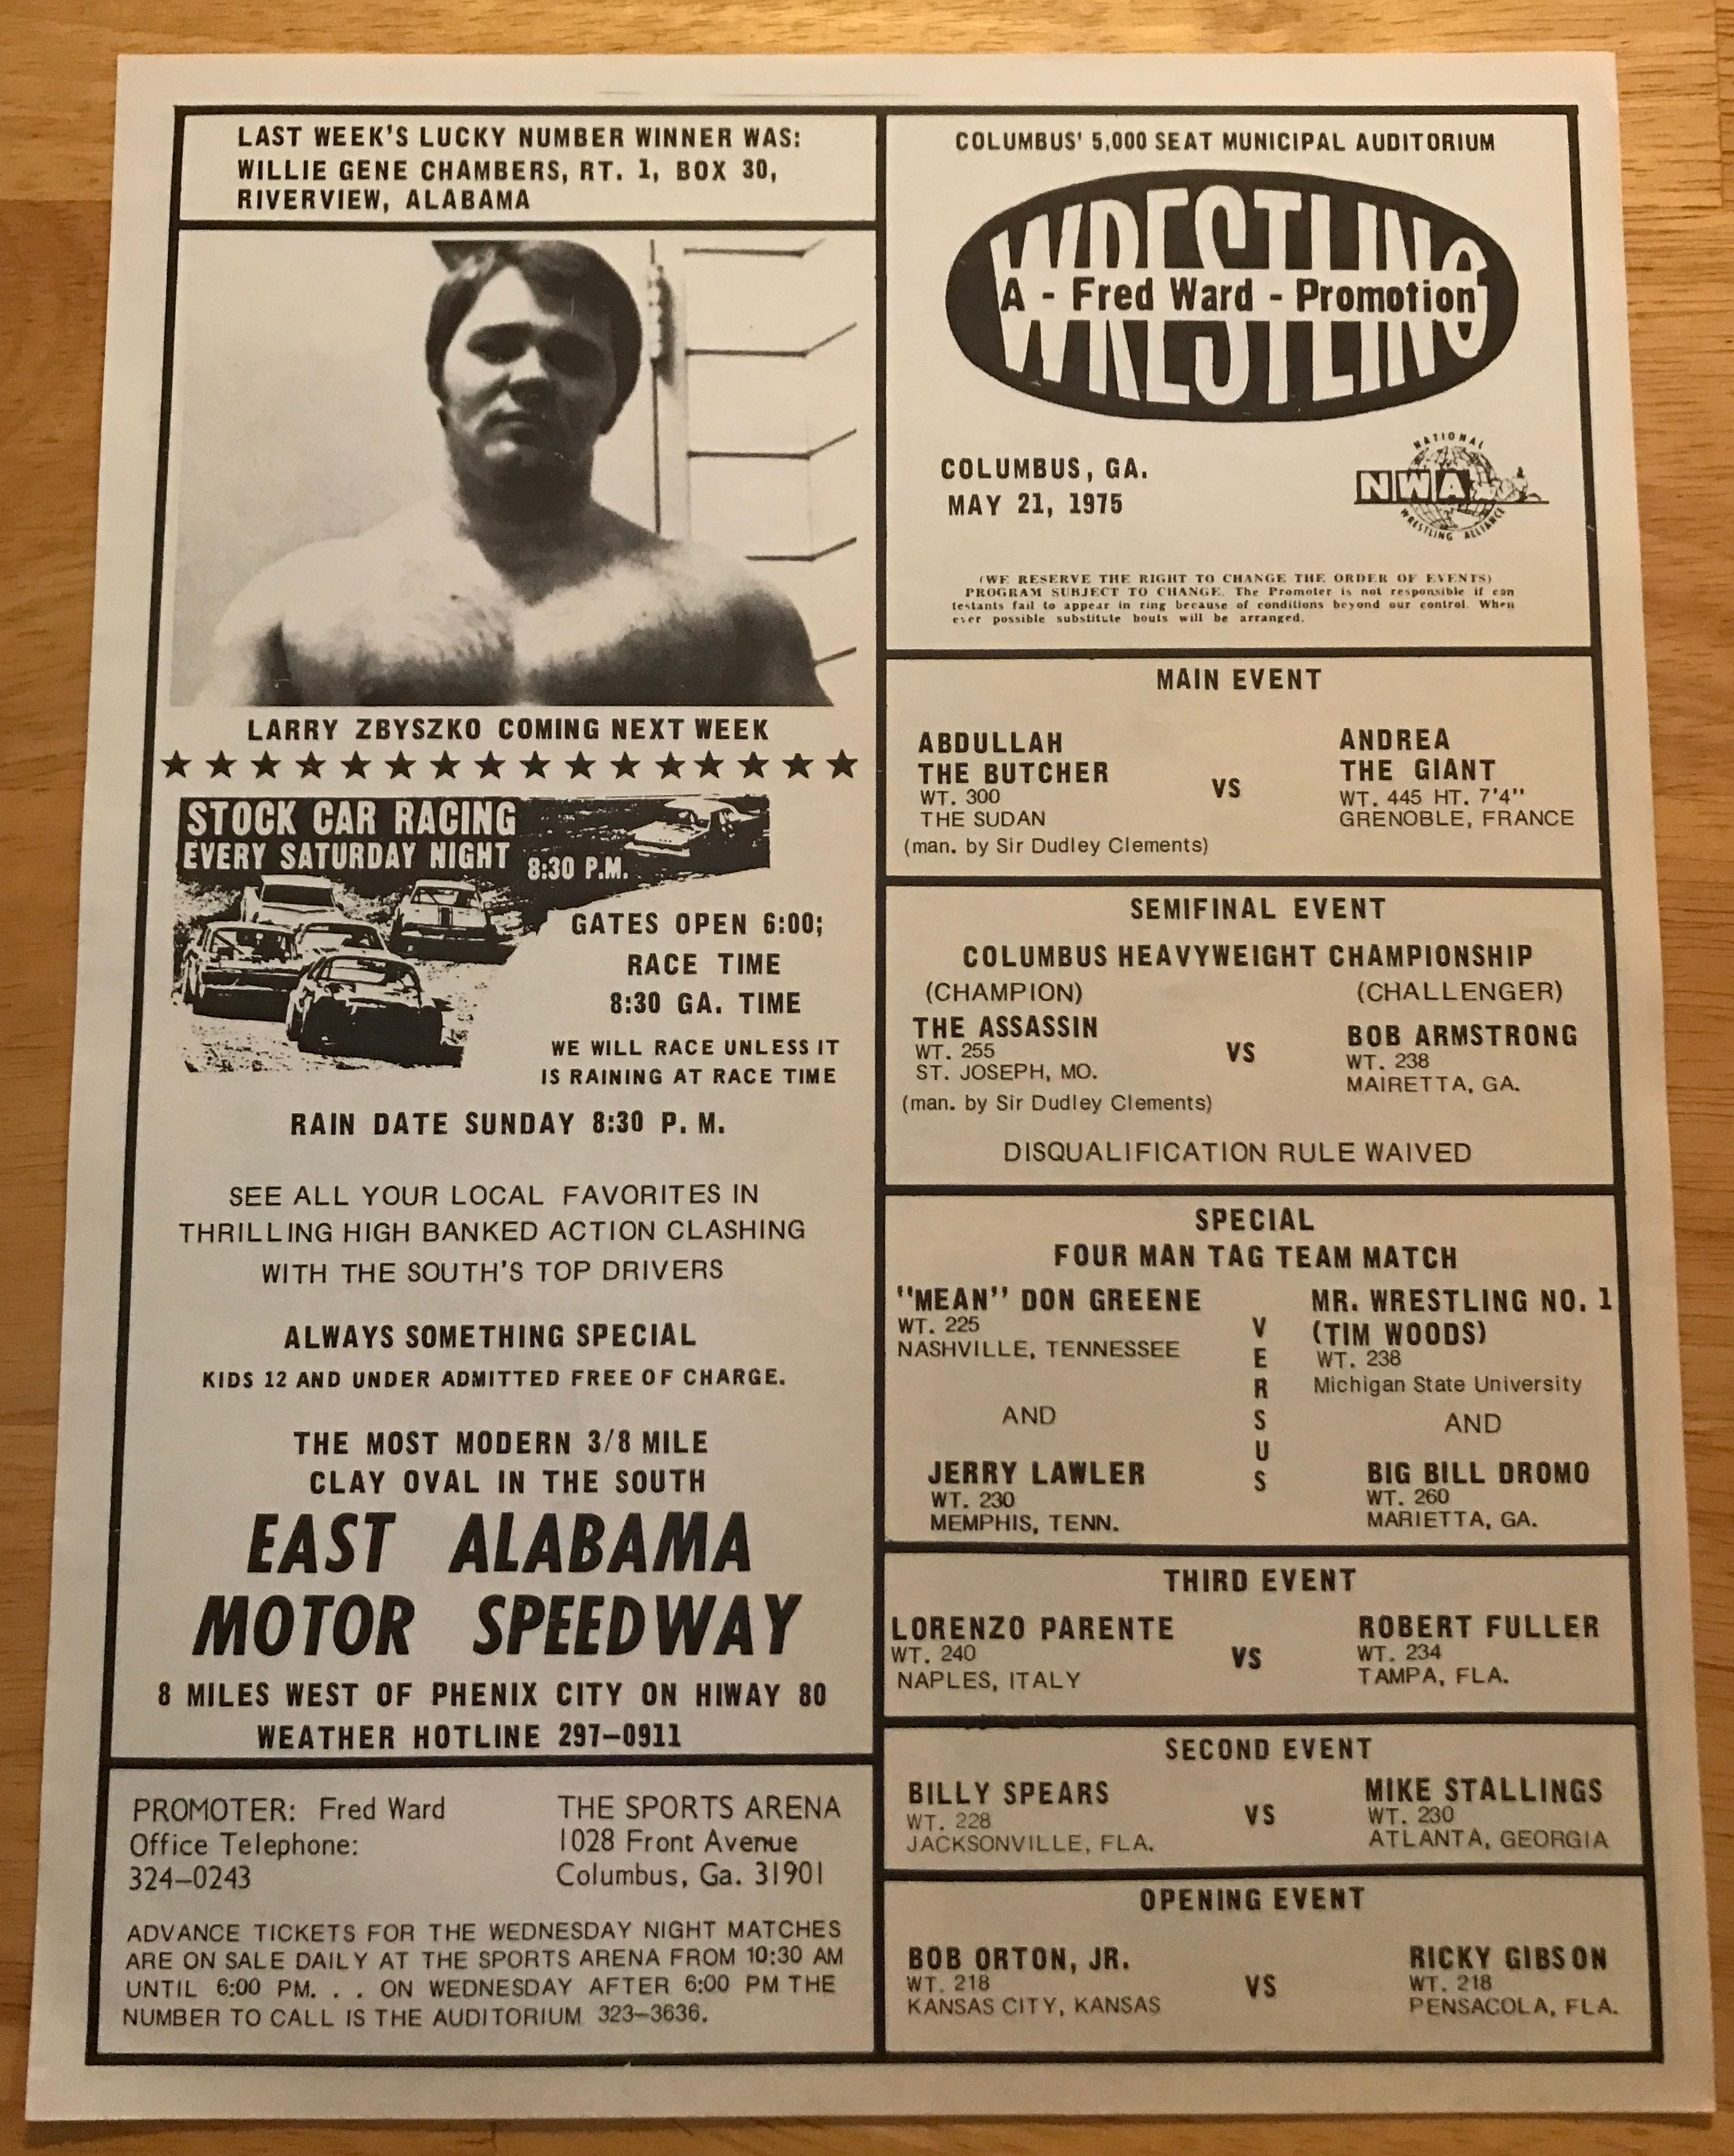 LAST WEEK'S LUCKY NUMBER WINNER WAS:
WILLIE GENE CHAMBERS, RT. 1, BOX 30,
RIVERVIEW, ALABAMA
LARRY ZBYSZKO COMING NEXT WEEK
STOCK CAR RACING
EVERY SATURDAY NIGHT 8:30 P.M.
GATES OPEN 6:00;
RACE TIME
8:30 GA. TIME
WE WILL RACE UNLESS IT
IS RAINING AT RACE TIME
RAIN DATE SUNDAY 8:30 P. M.
SEE ALL YOUR LOCAL FAVORITES IN
THRILLING HIGH BANKED ACTION CLASHING
WITH THE SOUTH'S TOP DRIVERS
ALWAYS SOMETHING SPECIAL
KIDS 12 AND UNDER ADMITTED FREE OF CHARGE.
THE MOST MODERN 3/8 MILE
CLAY OVAL IN THE SOUTH
EAST ALABAMA
MOTOR SPEEDWAY
8 MILES WEST OF PHENIX CITY ON HIWAY 80
WEATHER HOTLINE 297-0911
PROMOTER: Fred Ward
Office Telephone:
324-0243
THE SPORTS ARENA
1028 Front Avenue
Columbus, Ga. 31901
ADVANCE TICKETS FOR THE WEDNESDAY NIGHT MATCHES
ARE ON SALE DAILY AT THE SPORTS ARENA FROM 10:30 AM
UNTIL 6:00 PM. . . ON WEDNESDAY AFTER 6:00 PM THE
NUMBER TO CALL IS THE AUDITORIUM 323-3636.
COLUMBUS' 5,000 SEAT MUNICIPAL AUDITORIUM
WRESTLING
A - Fred Ward - Promotion
COLUMBUS, GA.
MAY 21, 1975
NATIONAL
NWA
WRESTLING ALLIANCE
(WE RESERVE THE RIGHT TO CHANGE THE ORDER OF EVENTS)
PROGRAM SUBJECT TO CHANGE. The Promoter is not responsible if con
testants fail to appear in ring because of conditions beyond our control. When
ever possible substitute bouts will be arranged.
MAIN EVENT
ABDULLAH
THE BUTCHER
WT. 300
THE SUDAN
(man. by Sir Dudley Clements)
VS
ANDREA
THE GIANT
WT. 445 HT. 7'4"
GRENOBLE, FRANCE
SEMIFINAL EVENT
COLUMBUS HEAVYWEIGHT CHAMPIONSHIP
(CHAMPION)
THE ASSASSIN
WT. 255
ST. JOSEPH, MO.
(man. by Sir Dudley Clements)
VS
(CHALLENGER)
BOB ARMSTRONG
WT. 238
MAIRETTA, GA.
DISQUALIFICATION RULE WAIVED
SPECIAL
FOUR MAN TAG TEAM MATCH
"MEAN" DON GREENE
WT. 225
NASHVILLE, TENNESSEE
AND
JERRY LAWLER
WT. 230
MEMPHIS, TENN.
VERSUS
MR. WRESTLING NO. 1
(TIM WOODS)
WT. 238
Michigan State University
AND
BIG BILL DROMO
WT. 260
MARIETTA, GA.
THIRD EVENT
LORENZO PARENTE
WT. 240
NAPLES, ITALY
VS
ROBERT FULLER
WT. 234
TAMPA, FLA.
SECOND EVENT
BILLY SPEARS
WT. 228
JACKSONVILLE, FLA.
VS
MIKE STALLINGS
WT. 230
ATLANTA, GEORGIA
OPENING EVENT
BOB ORTON, JR.
WT. 218
KANSAS CITY, KANSAS
VS
RICKY GIBSON
WT. 218
PENSACOLA, FLA.